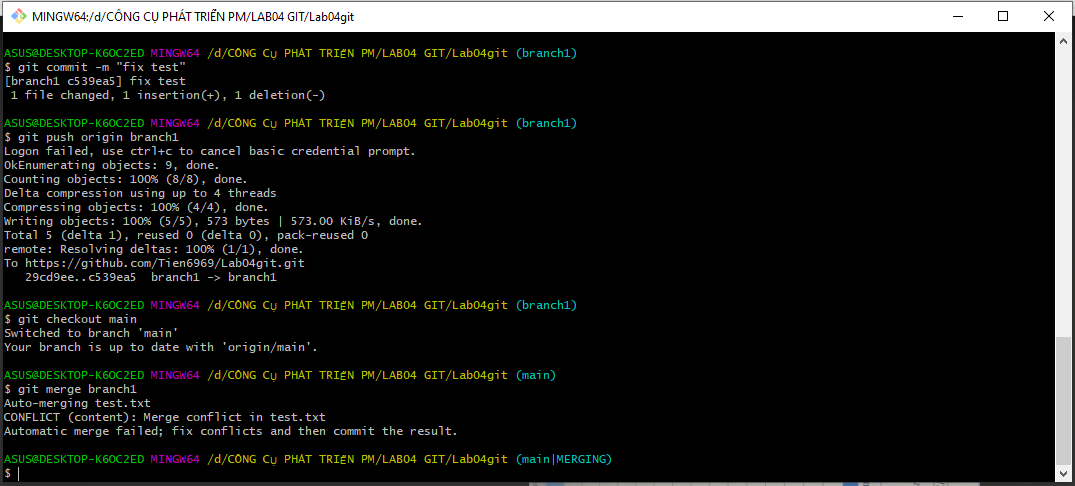 MINGW64:/d/CÔNG CỤ PHÁT TRIỂN PM/LAB04 GIT/Lab04git
ASUS@DESKTOP-K6OC2ED MINGW64 /d/CÔNG CỤ PHÁT TRIỂN PM/LAB04 GIT/Lab04git (branch1)
$ git commit -m "fix test"
[branch1 c539ea5] fix test
 1 file changed, 1 insertion(+), 1 deletion(-)
ASUS@DESKTOP-K6OC2ED MINGW64 /d/CÔNG CỤ PHÁT TRIỂN PM/LAB04 GIT/Lab04git (branch1)
$ git push origin branch1
Logon failed, use ctrl+c to cancel basic credential prompt.
OkEnumerating objects: 9, done.
Counting objects: 100% (8/8), done.
Delta compression using up to 4 threads
Compressing objects: 100% (4/4), done.
Writing objects: 100% (5/5), 573 bytes | 573.00 KiB/s, done.
Total 5 (delta 1), reused 0 (delta 0), pack-reused 0
remote: Resolving deltas: 100% (1/1), done.
To https://github.com/Tien6969/Lab04git.git
   29cd9ee..c539ea5  branch1 -> branch1
ASUS@DESKTOP-K6OC2ED MINGW64 /d/CÔNG CỤ PHÁT TRIỂN PM/LAB04 GIT/Lab04git (branch1)
$ git checkout main
Switched to branch 'main'
Your branch is up to date with 'origin/main'.
ASUS@DESKTOP-K6OC2ED MINGW64 /d/CÔNG CỤ PHÁT TRIỂN PM/LAB04 GIT/Lab04git (main)
$ git merge branch1
Auto-merging test.txt
CONFLICT (content): Merge conflict in test.txt
Automatic merge failed; fix conflicts and then commit the result.
ASUS@DESKTOP-K6OC2ED MINGW64 /d/CÔNG CỤ PHÁT TRIỂN PM/LAB04 GIT/Lab04git (main|MERGING)
$